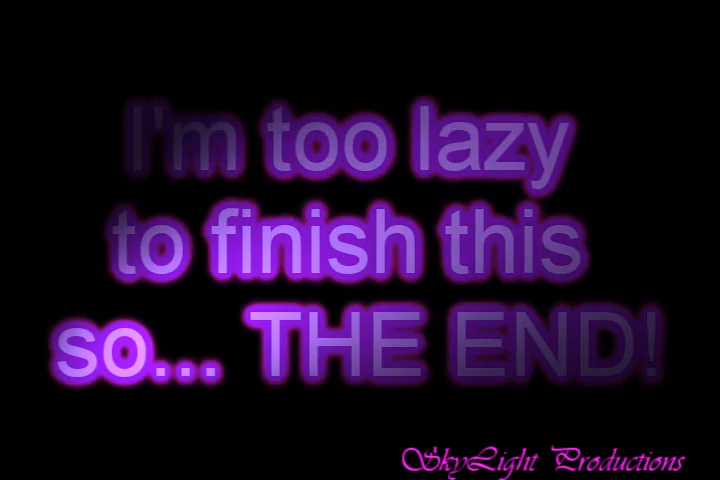 I'm too lazy
to finish this
so... THE END!
SkyLight Productions